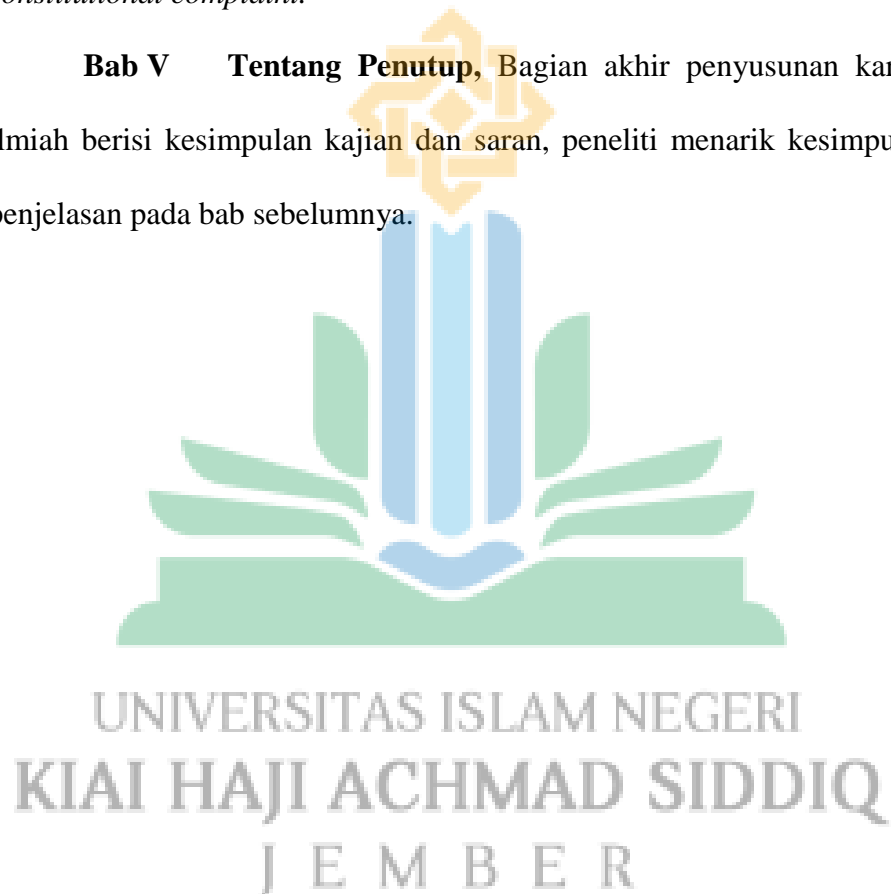 onstitutional complaint.
Bab V Tentang Penutup, Bagian akhir penyusunan kar
lmiah berisi kesimpulan kajian dan saran, peneliti menarik kesimpu
penjelasan pada bab sebelumnya.
UNIVERSITAS ISLAM NEGERI
KIAI HAJI ACHMAD SIDDIQ
JEMBER